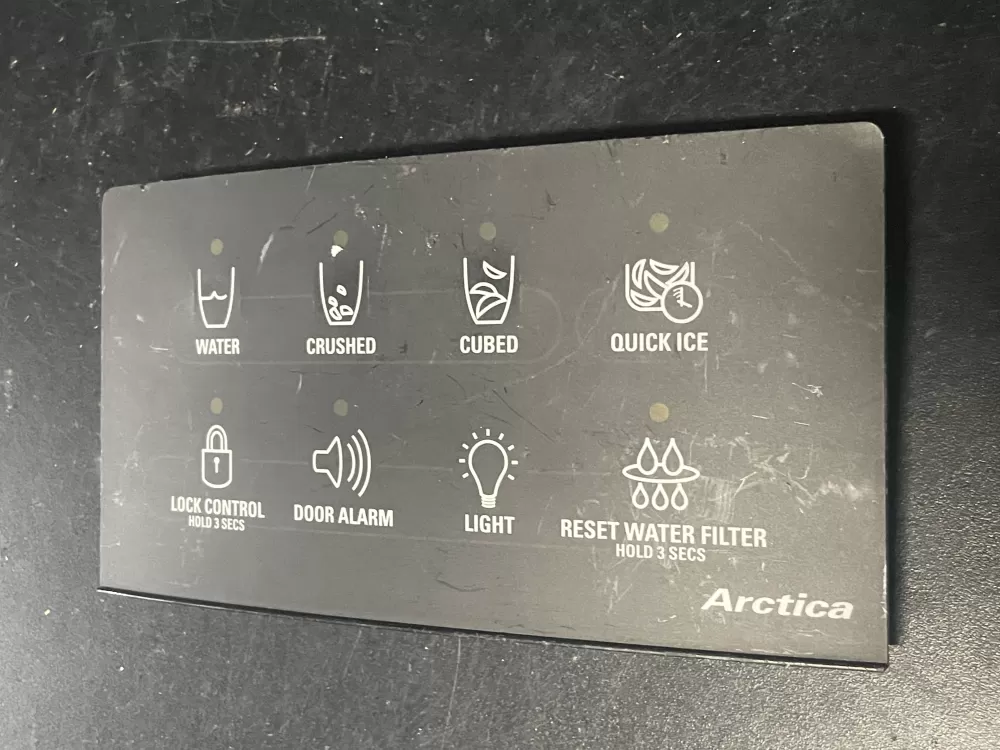 WATER
CRUSHED
CUBED
QUICK ICE
LOCK CONTROL
HOLD 3 SECS
DOOR ALARM
LIGHT
RESET WATER FILTER
HOLD 3 SECS
Arctica